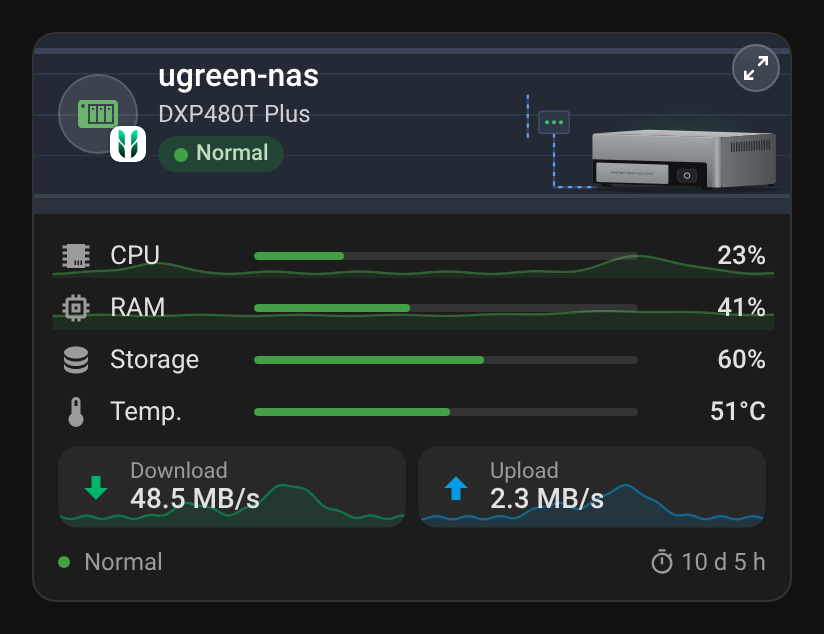 ugreen-nas
DXP480T Plus
Normal
CPU 23%
RAM 41%
Storage 60%
Temp. 51°C
Download
48.5 MB/s
Upload
2.3 MB/s
Normal
10 d 5 h